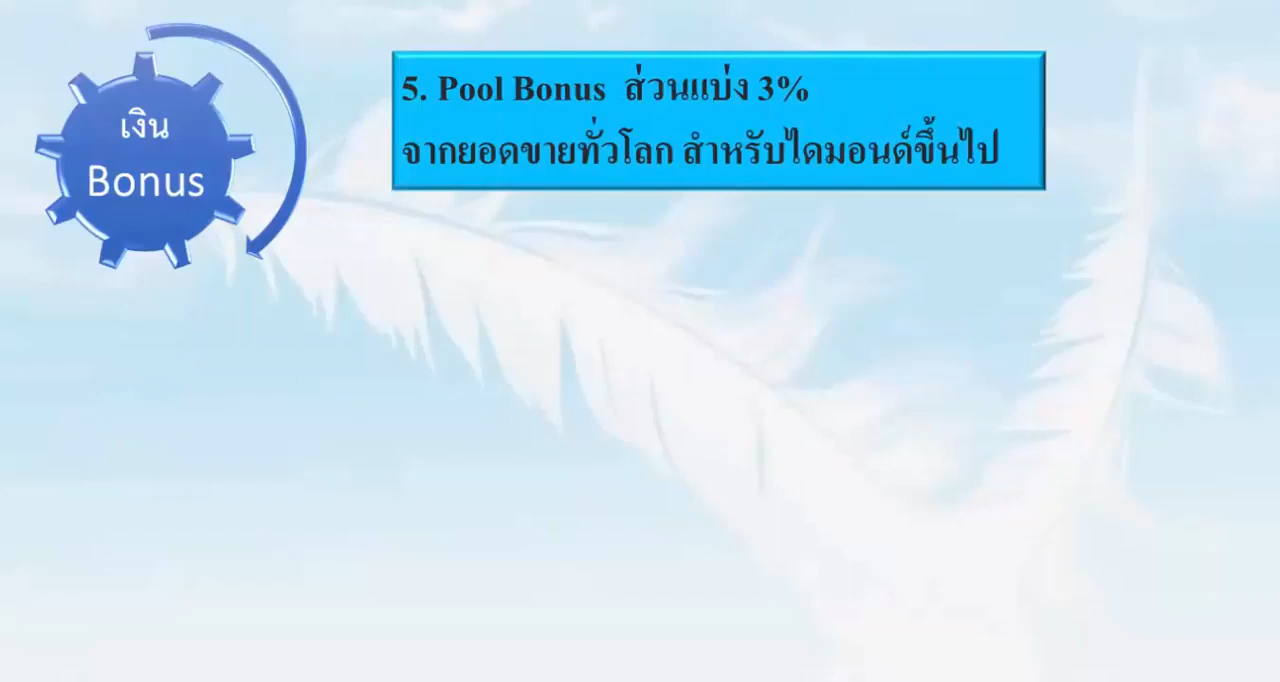 เงิน
Bonus
5. Pool Bonus ส่วนแบ่ง 3%
จากยอดขายทั่วโลก สำหรับไดมอนด์ขึ้นไป